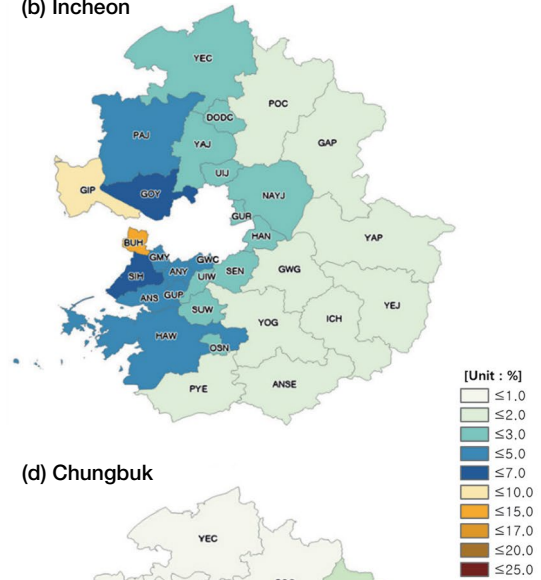 (b) Incheon
YEC
POC
DODC
PAJ
YAJ
GAP
UIJ
GIP
GOY
NAYJ
GUR
HAN
YAP
BUH
GMY
GWC
SIH
ANY
UIW
SEN
GWG
ANS
GUP
YEJ
SUW
YOG
ICH
HAW
OSN
PYE
ANSE
[Unit : %]
≤1.0
≤2.0
≤3.0
≤5.0
≤7.0
≤10.0
≤15.0
≤17.0
≤20.0
≤25.0
(d) Chungbuk
YEC